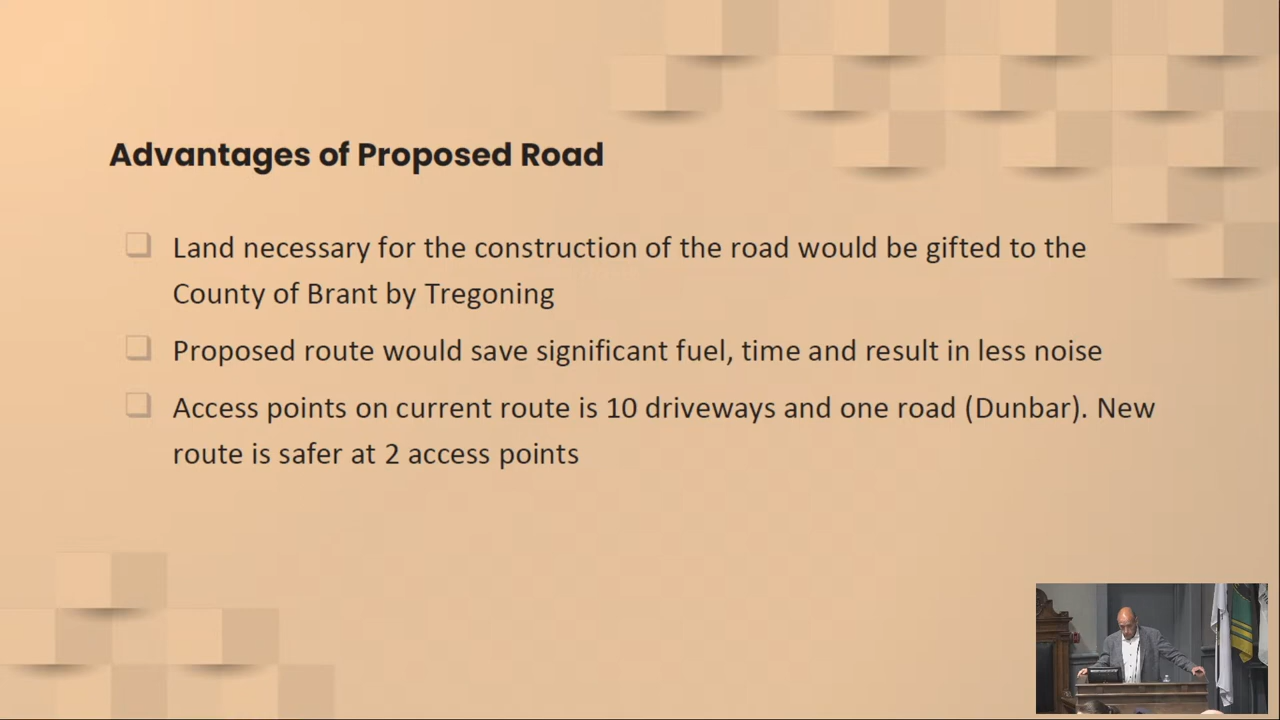 Advantages of Proposed Road
Land necessary for the construction of the road would be gifted to the
County of Brant by Tregoning
Proposed route would save significant fuel, time and result in less noise
Access points on current route is 10 driveways and one road (Dunbar). New
route is safer at 2 access points